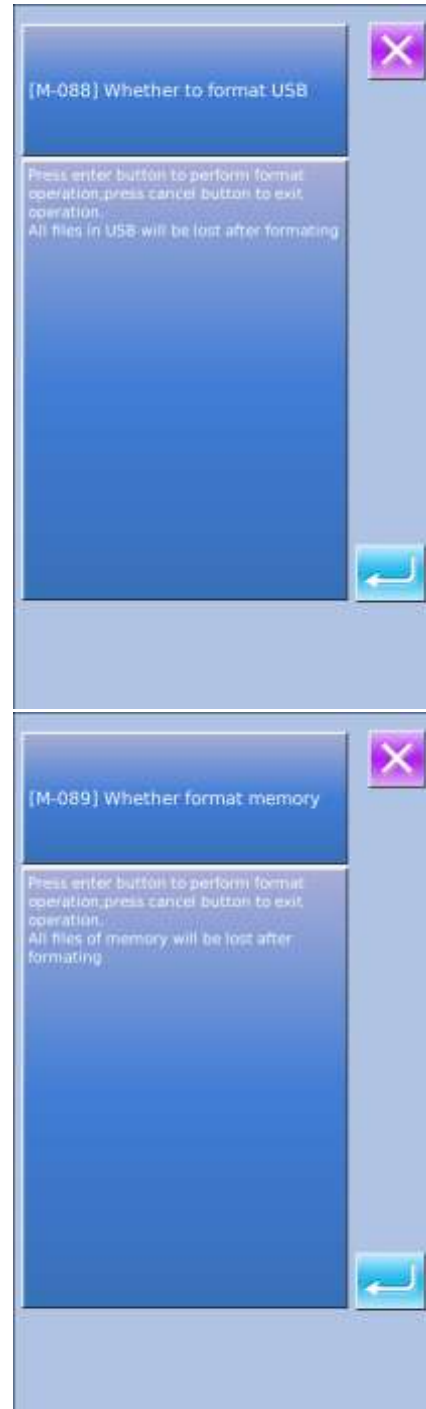 [M-088] Whether to format USB
Press enter button to perform format
operation,press cancel button to exit
operation.
All files in USB will be lost after formating
[M-089] Whether format memory
Press enter button to perform format
operation,press cancel button to exit
operation.
All files of memory will be lost after
formating